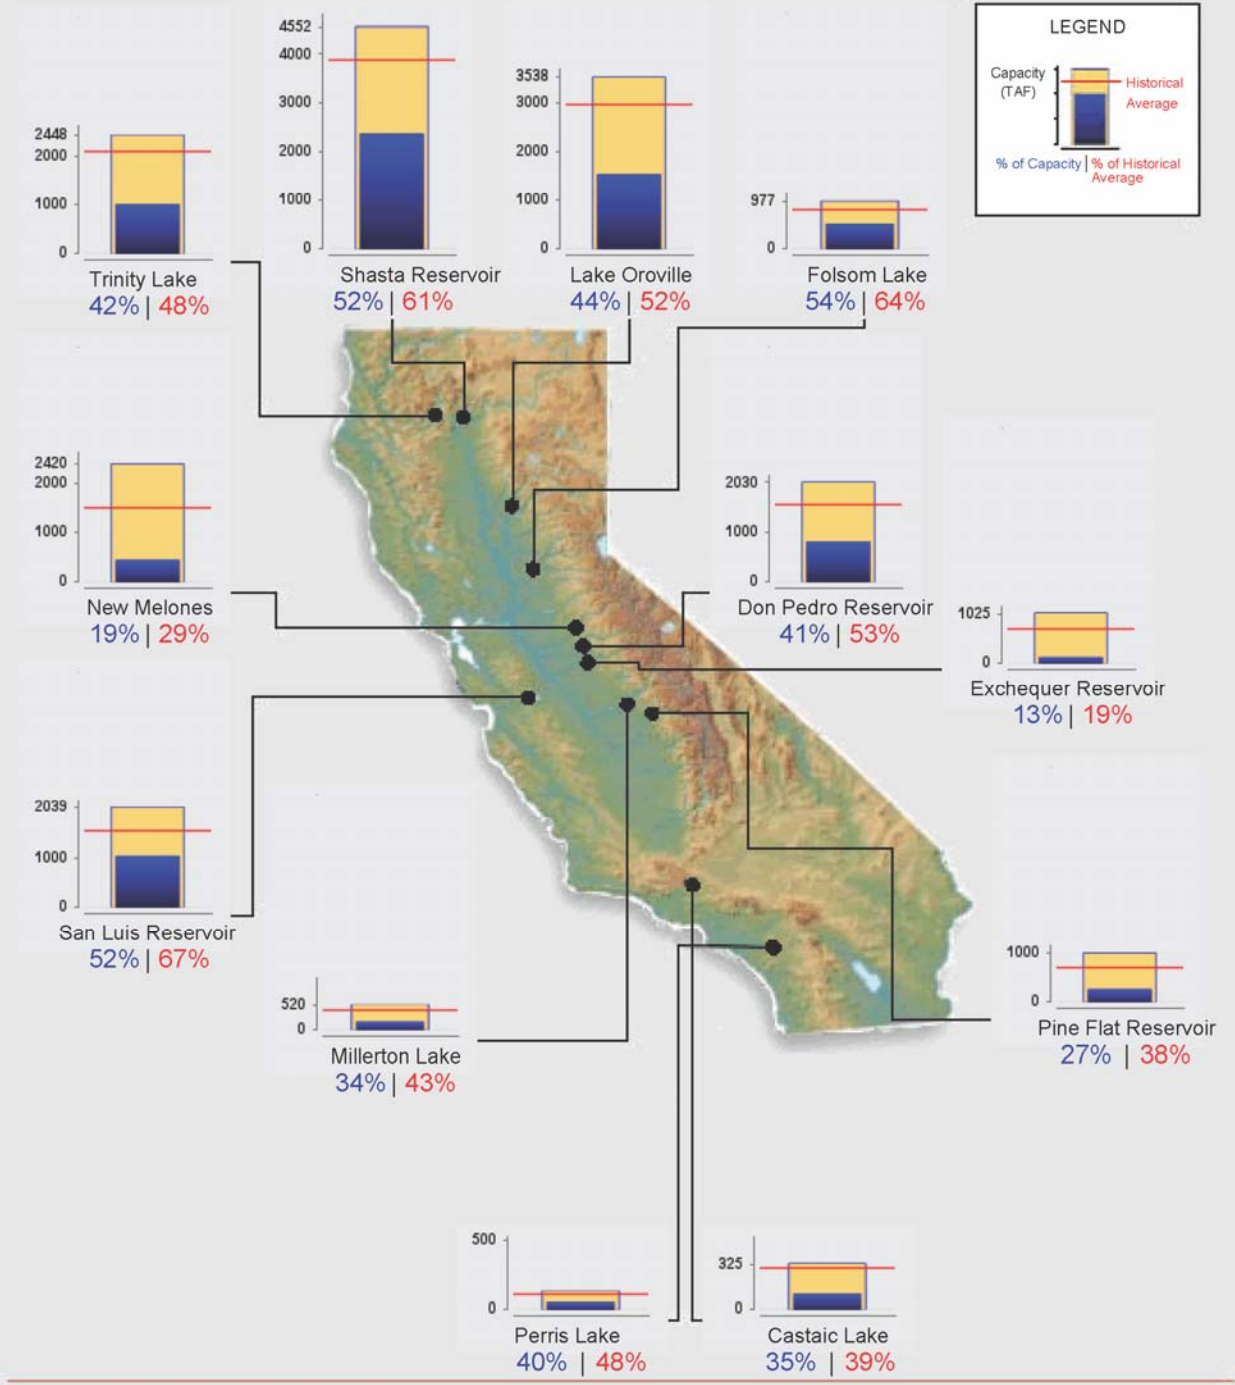 4552
4000
3000
2000
1000
0
Shasta Reservoir
52% | 61%
3538
3000
2000
1000
0
Lake Oroville
44% | 52%
977
0
Folsom Lake
54% | 64%
LEGEND
Capacity
(TAF)
Historical
Average
% of Capacity | % of Historical
Average
2448
2000
1000
0
Trinity Lake
42% | 48%
2420
2000
1000
0
New Melones
19% | 29%
2030
1000
0
Don Pedro Reservoir
41% | 53%
1025
0
Exchequer Reservoir
13% | 19%
2039
1000
0
San Luis Reservoir
52% | 67%
520
0
Millerton Lake
34% | 43%
1000
0
Pine Flat Reservoir
27% | 38%
500
0
Perris Lake
40% | 48%
325
0
Castaic Lake
35% | 39%